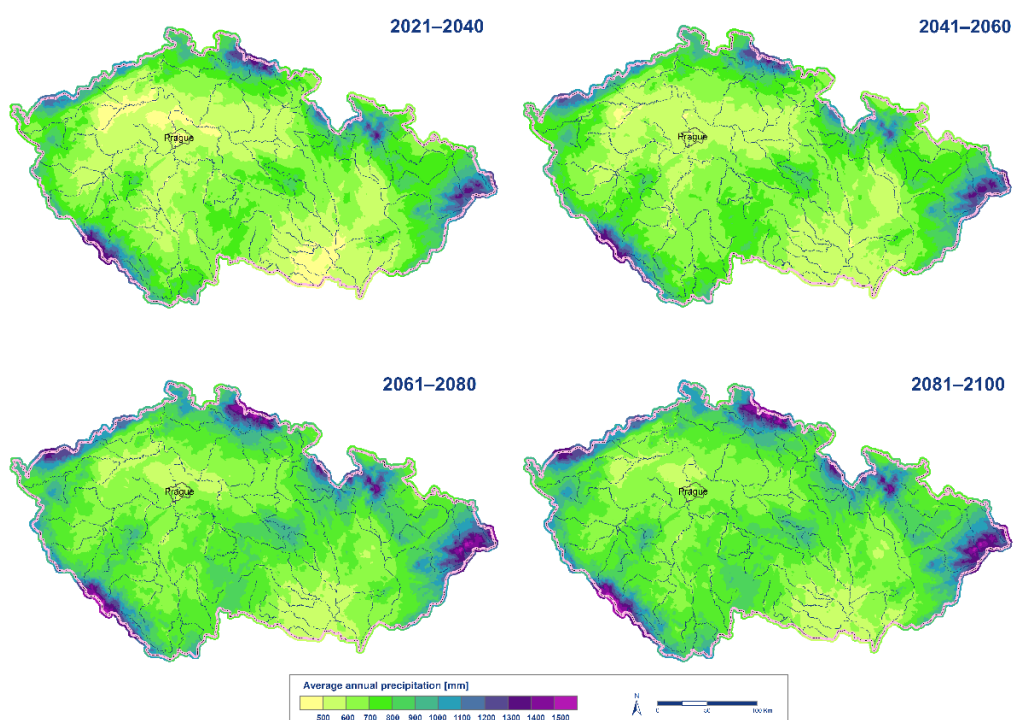 2021–2040
2041–2060
Prague
Prague
2061–2080
2081–2100
Prague
Prague
Average annual precipitation [mm]
500 600 700 800 900 1000 1100 1200 1300 1400 1500
N
0 50 100 Km